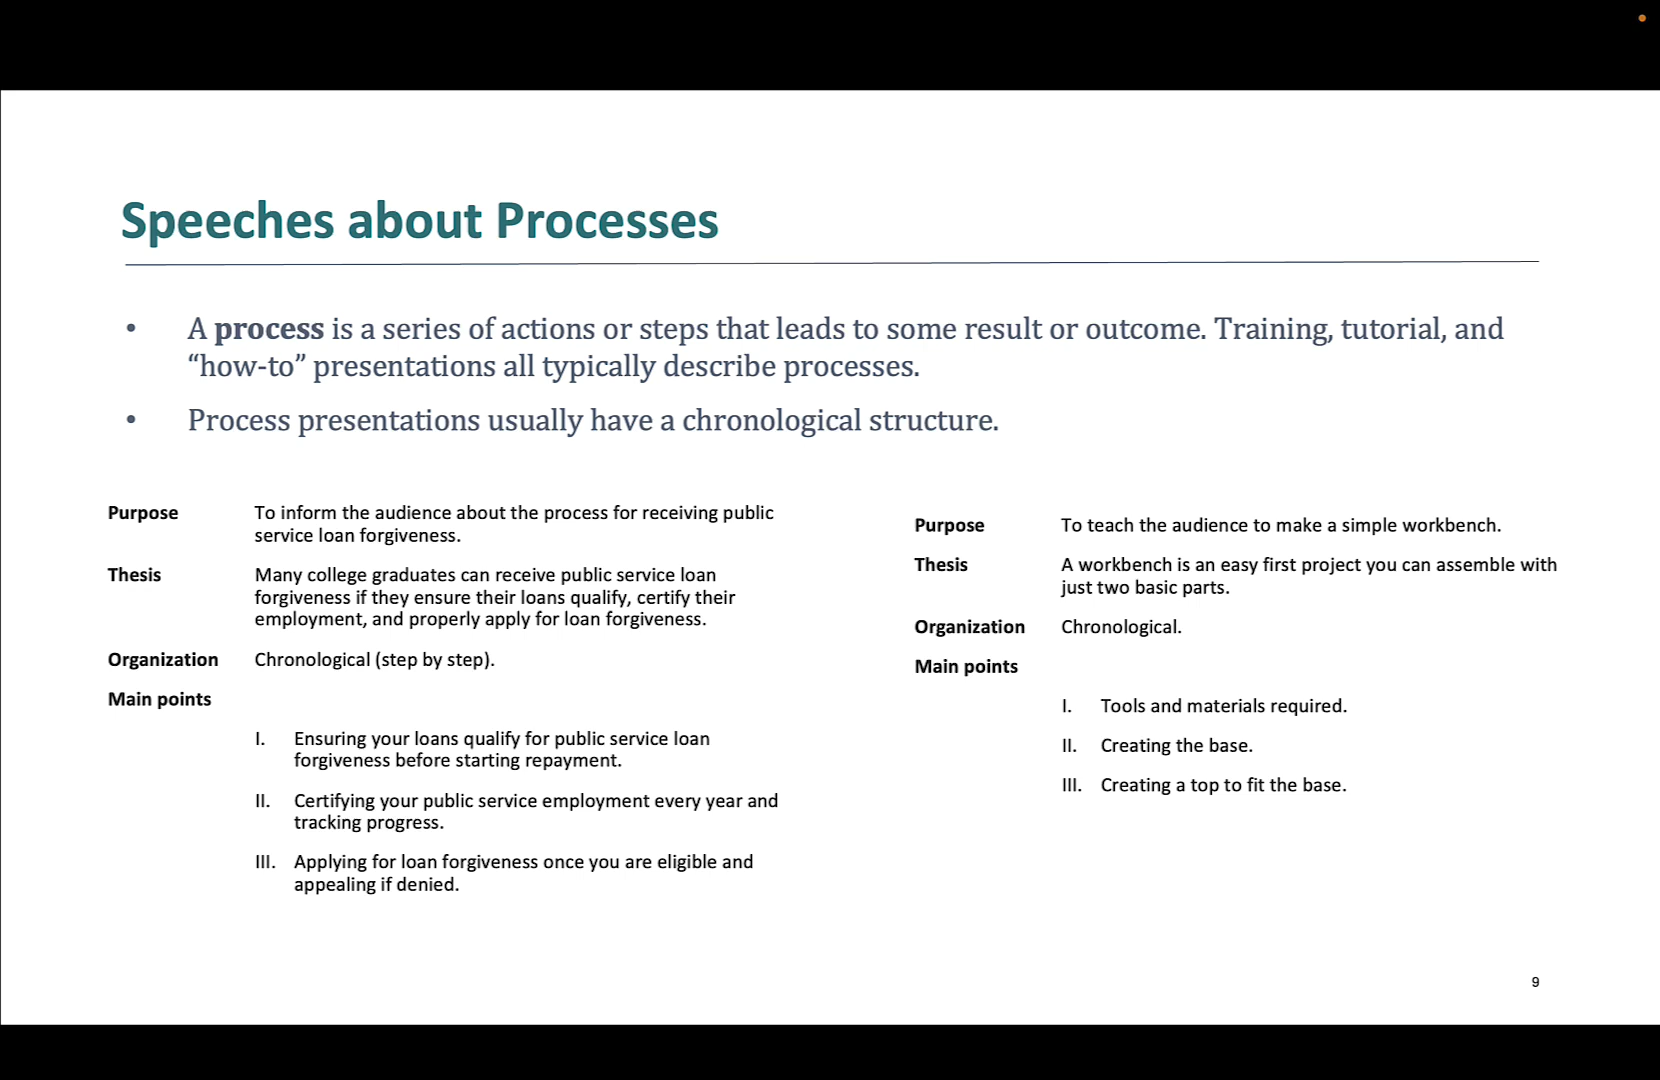 Speeches about Processes
• A process is a series of actions or steps that leads to some result or outcome. Training, tutorial, and
“how-to” presentations all typically describe processes.
• Process presentations usually have a chronological structure.
Purpose To inform the audience about the process for receiving public
service loan forgiveness.
Thesis Many college graduates can receive public service loan
forgiveness if they ensure their loans qualify, certify their
employment, and properly apply for loan forgiveness.
Organization Chronological (step by step).
Main points
I. Ensuring your loans qualify for public service loan
forgiveness before starting repayment.
II. Certifying your public service employment every year and
tracking progress.
III. Applying for loan forgiveness once you are eligible and
appealing if denied.
Purpose To teach the audience to make a simple workbench.
Thesis A workbench is an easy first project you can assemble with
just two basic parts.
Organization Chronological.
Main points
I. Tools and materials required.
II. Creating the base.
III. Creating a top to fit the base.
9